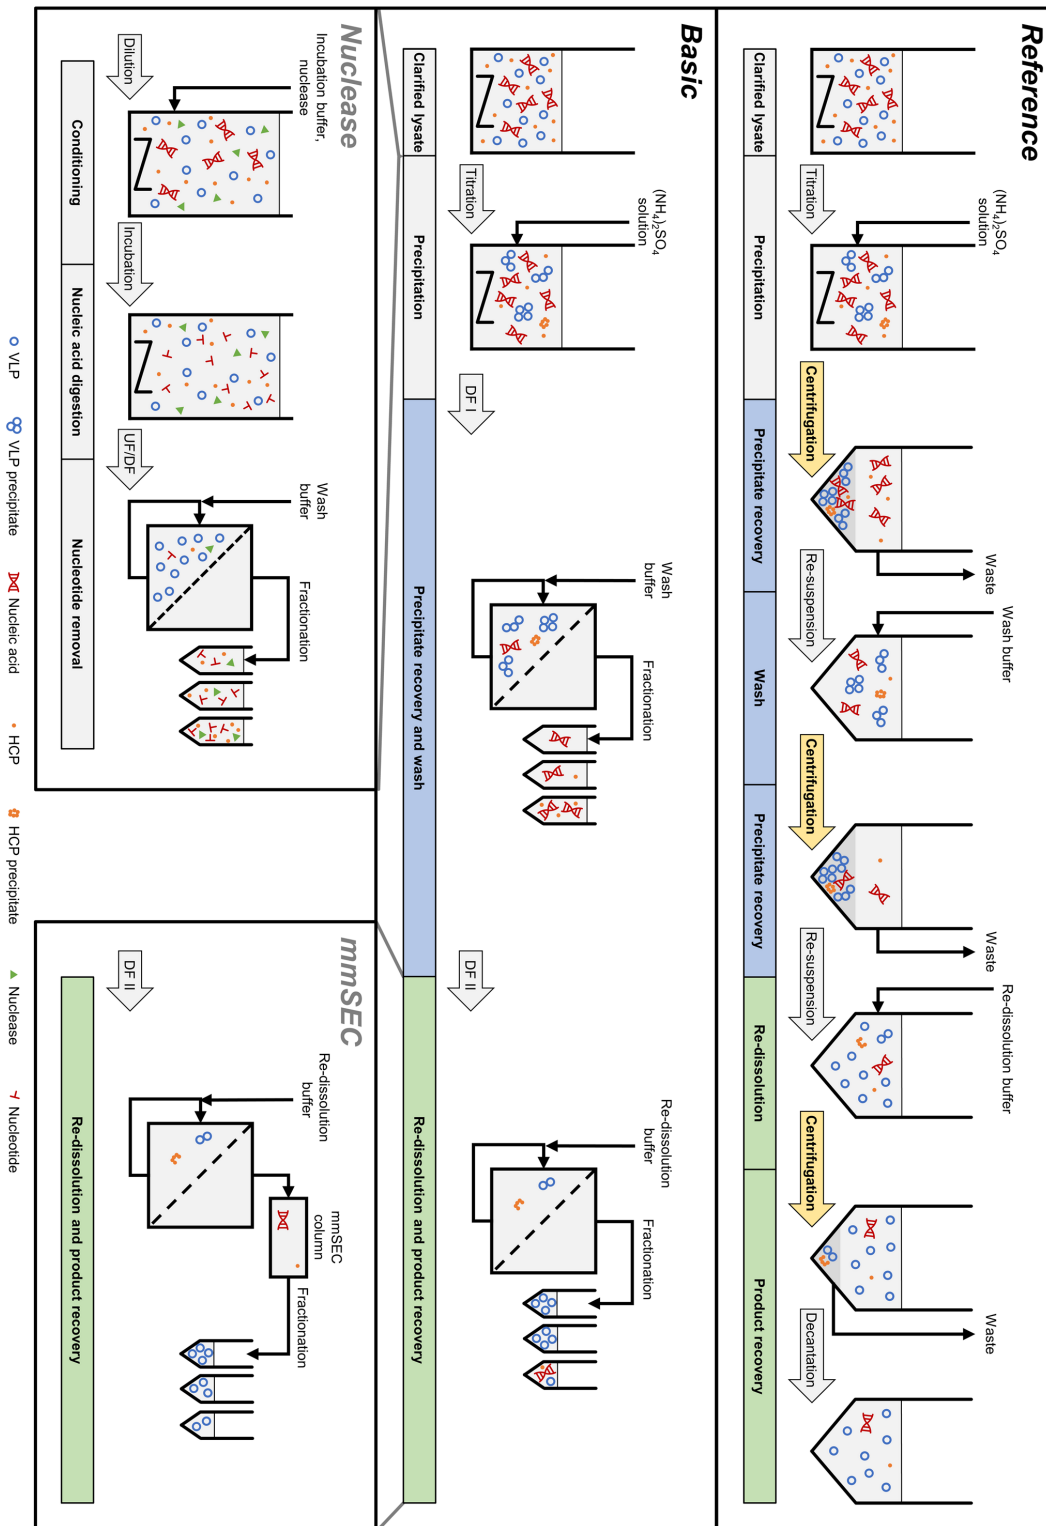 Reference
(NH₄)₂SO₄
solution
Wash buffer
Re-dissolution buffer
Waste
Waste
Waste
Titration
Centrifugation
Re-suspension
Centrifugation
Re-suspension
Centrifugation
Decantation
Clarified lysate
Precipitation
Precipitate recovery
Wash
Precipitate recovery
Re-dissolution
Product recovery
Basic
(NH₄)₂SO₄
solution
Wash
buffer
Fractionation
Re-dissolution
buffer
Fractionation
Titration
DF I
DF II
Clarified lysate
Precipitation
Precipitate recovery and wash
Re-dissolution and product recovery
Nuclease
Incubation buffer,
nuclease
Wash
buffer
Fractionation
Dilution
Incubation
UF/DF
Conditioning
Nucleic acid digestion
Nucleotide removal
mmSEC
Re-dissolution
buffer
mmSEC
column
Fractionation
DF II
Re-dissolution and product recovery
VLP
VLP precipitate
Nucleic acid
HCP
HCP precipitate
Nuclease
Nucleotide